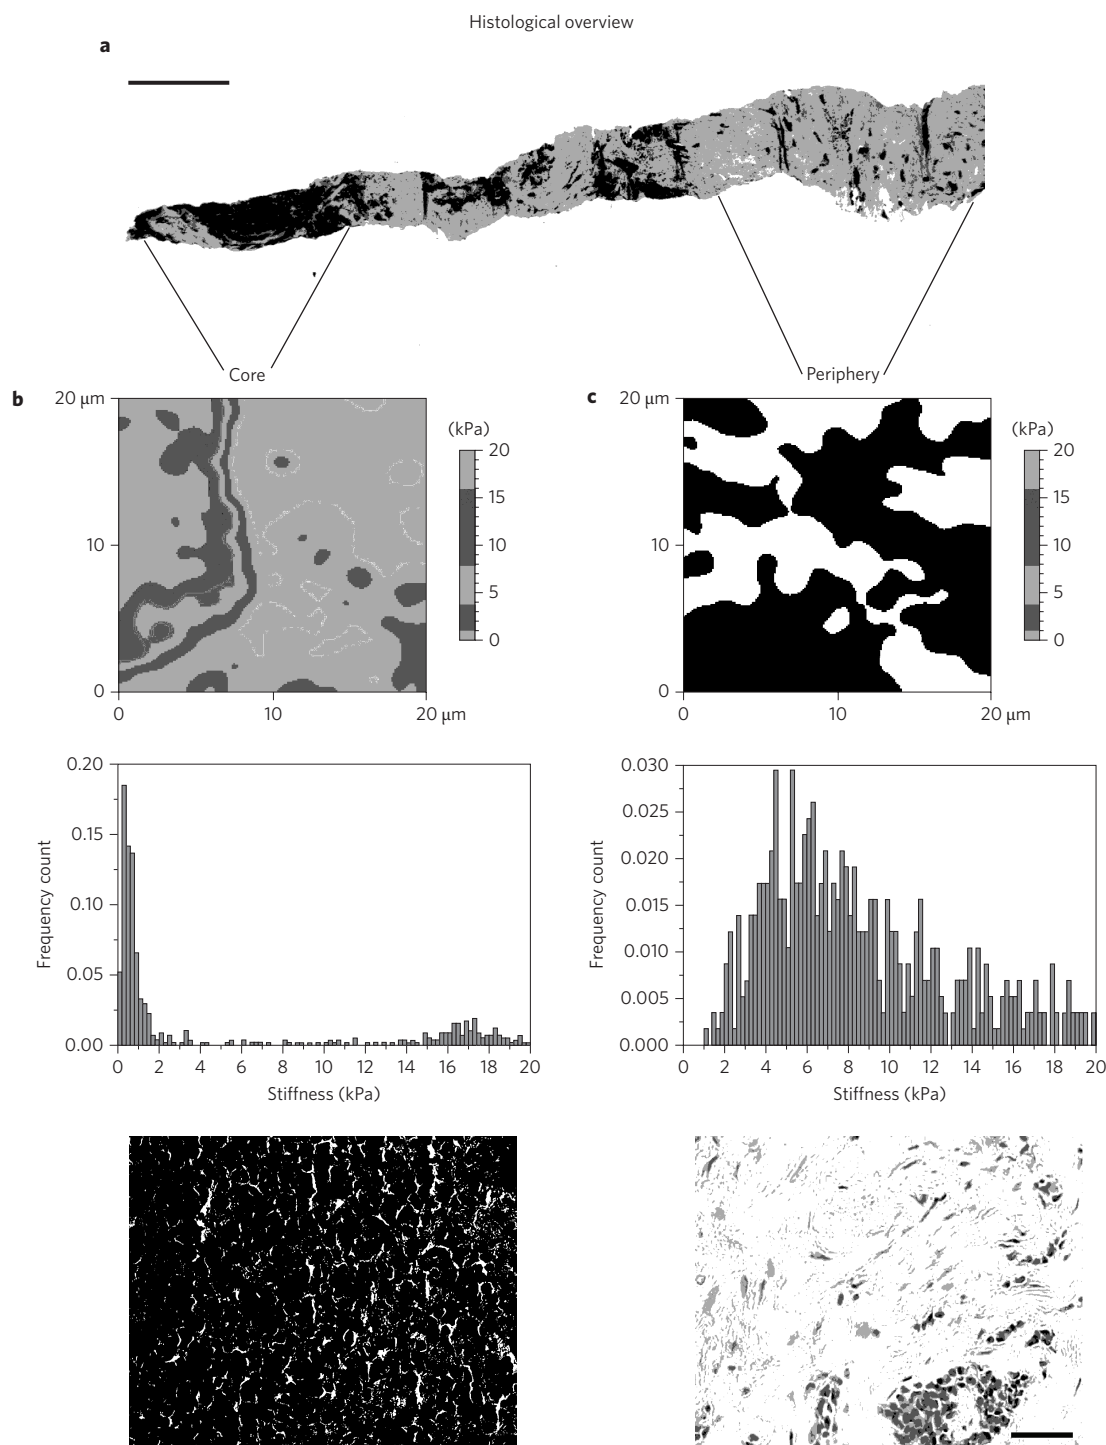 Histological overview
a
Core
Periphery
b
20 µm
10
0
0
10
20 µm
(kPa)
20
15
10
5
0
c
20 µm
10
0
0
10
20 µm
(kPa)
20
15
10
5
0
0.20
0.15
0.10
0.05
0.00
Frequency count
0 2 4 6 8 10 12 14 16 18 20
Stiffness (kPa)
0.030
0.025
0.020
0.015
0.010
0.005
0.000
Frequency count
0 2 4 6 8 10 12 14 16 18 20
Stiffness (kPa)